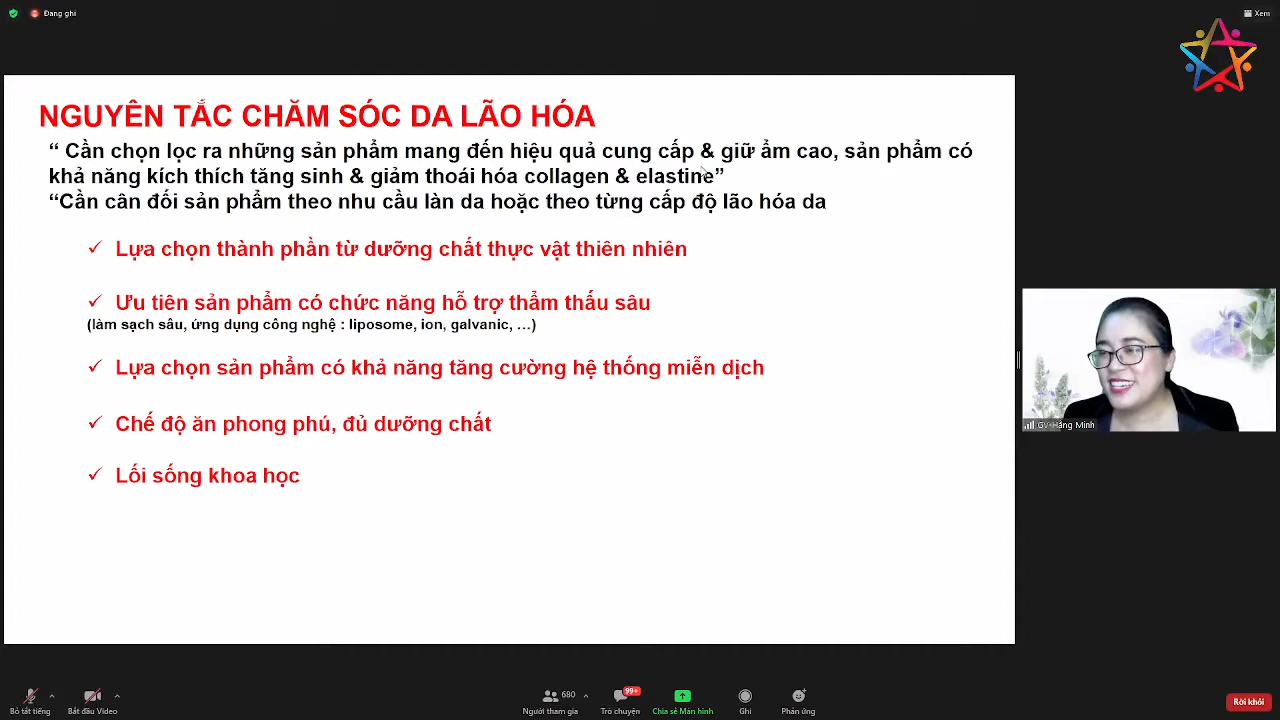 Đang ghi
Xem
NGUYÊN TẮC CHĂM SÓC DA LÃO HÓA
“ Cần chọn lọc ra những sản phẩm mang đến hiệu quả cung cấp & giữ ẩm cao, sản phẩm có
khả năng kích thích tăng sinh & giảm thoái hóa collagen & elastine”
“Cần cân đối sản phẩm theo nhu cầu làn da hoặc theo từng cấp độ lão hóa da
✓ Lựa chọn thành phần từ dưỡng chất thực vật thiên nhiên
✓ Ưu tiên sản phẩm có chức năng hỗ trợ thẩm thấu sâu
(làm sạch sâu, ứng dụng công nghệ : liposome, ion, galvanic, …)
✓ Lựa chọn sản phẩm có khả năng tăng cường hệ thống miễn dịch
✓ Chế độ ăn phong phú, đủ dưỡng chất
✓ Lối sống khoa học
GV-Hằng Minh
Bỏ tắt tiếng
Bắt đầu Video
680
Người tham gia
99+
Trò chuyện
Chia sẻ Màn hình
Ghi
Phản ứng
Rời khỏi